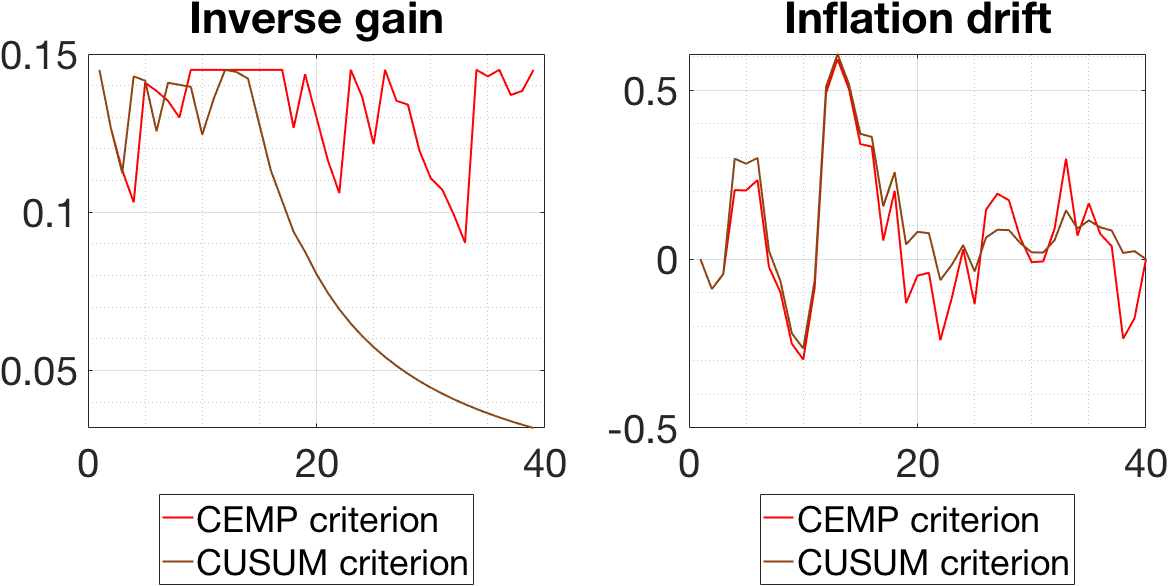 Inverse gain
0.15
0.1
0.05
0
20
40
CEMP criterion
CUSUM criterion
Inflation drift
0.5
0
-0.5
0
20
40
CEMP criterion
CUSUM criterion